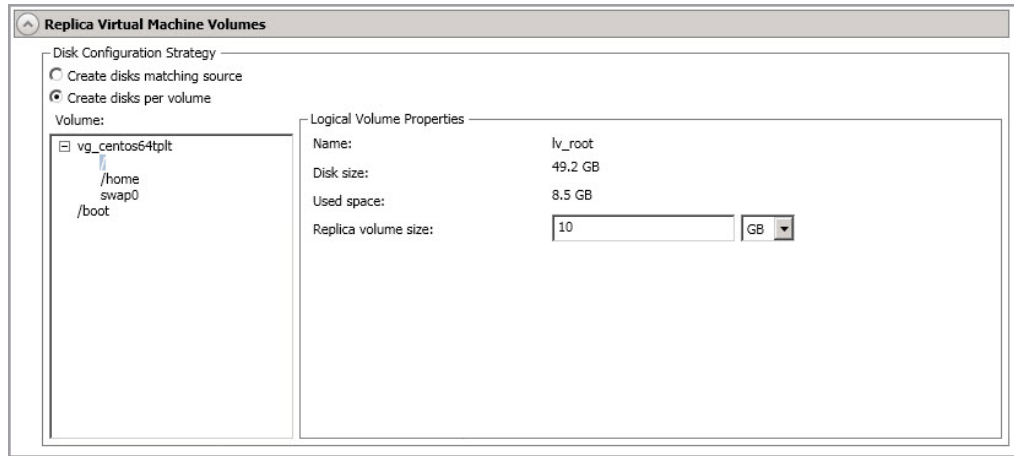 Replica Virtual Machine Volumes
Disk Configuration Strategy
Create disks matching source
Create disks per volume
Volume:
vg_centos64tplt
/
/home
swap0
/boot
Logical Volume Properties
Name: lv_root
Disk size: 49.2 GB
Used space: 8.5 GB
Replica volume size: 10 GB